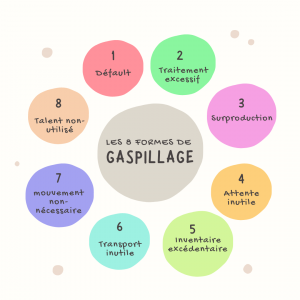 LES 8 FORMES DE
GASPILLAGE
1
Défault
2
Traitement
excessif
3
Surproduction
4
Attente
inutile
5
Inventaire
excédentaire
6
Transport
inutile
7
mouvement
non-
nécessaire
8
Talent non-
utilisé